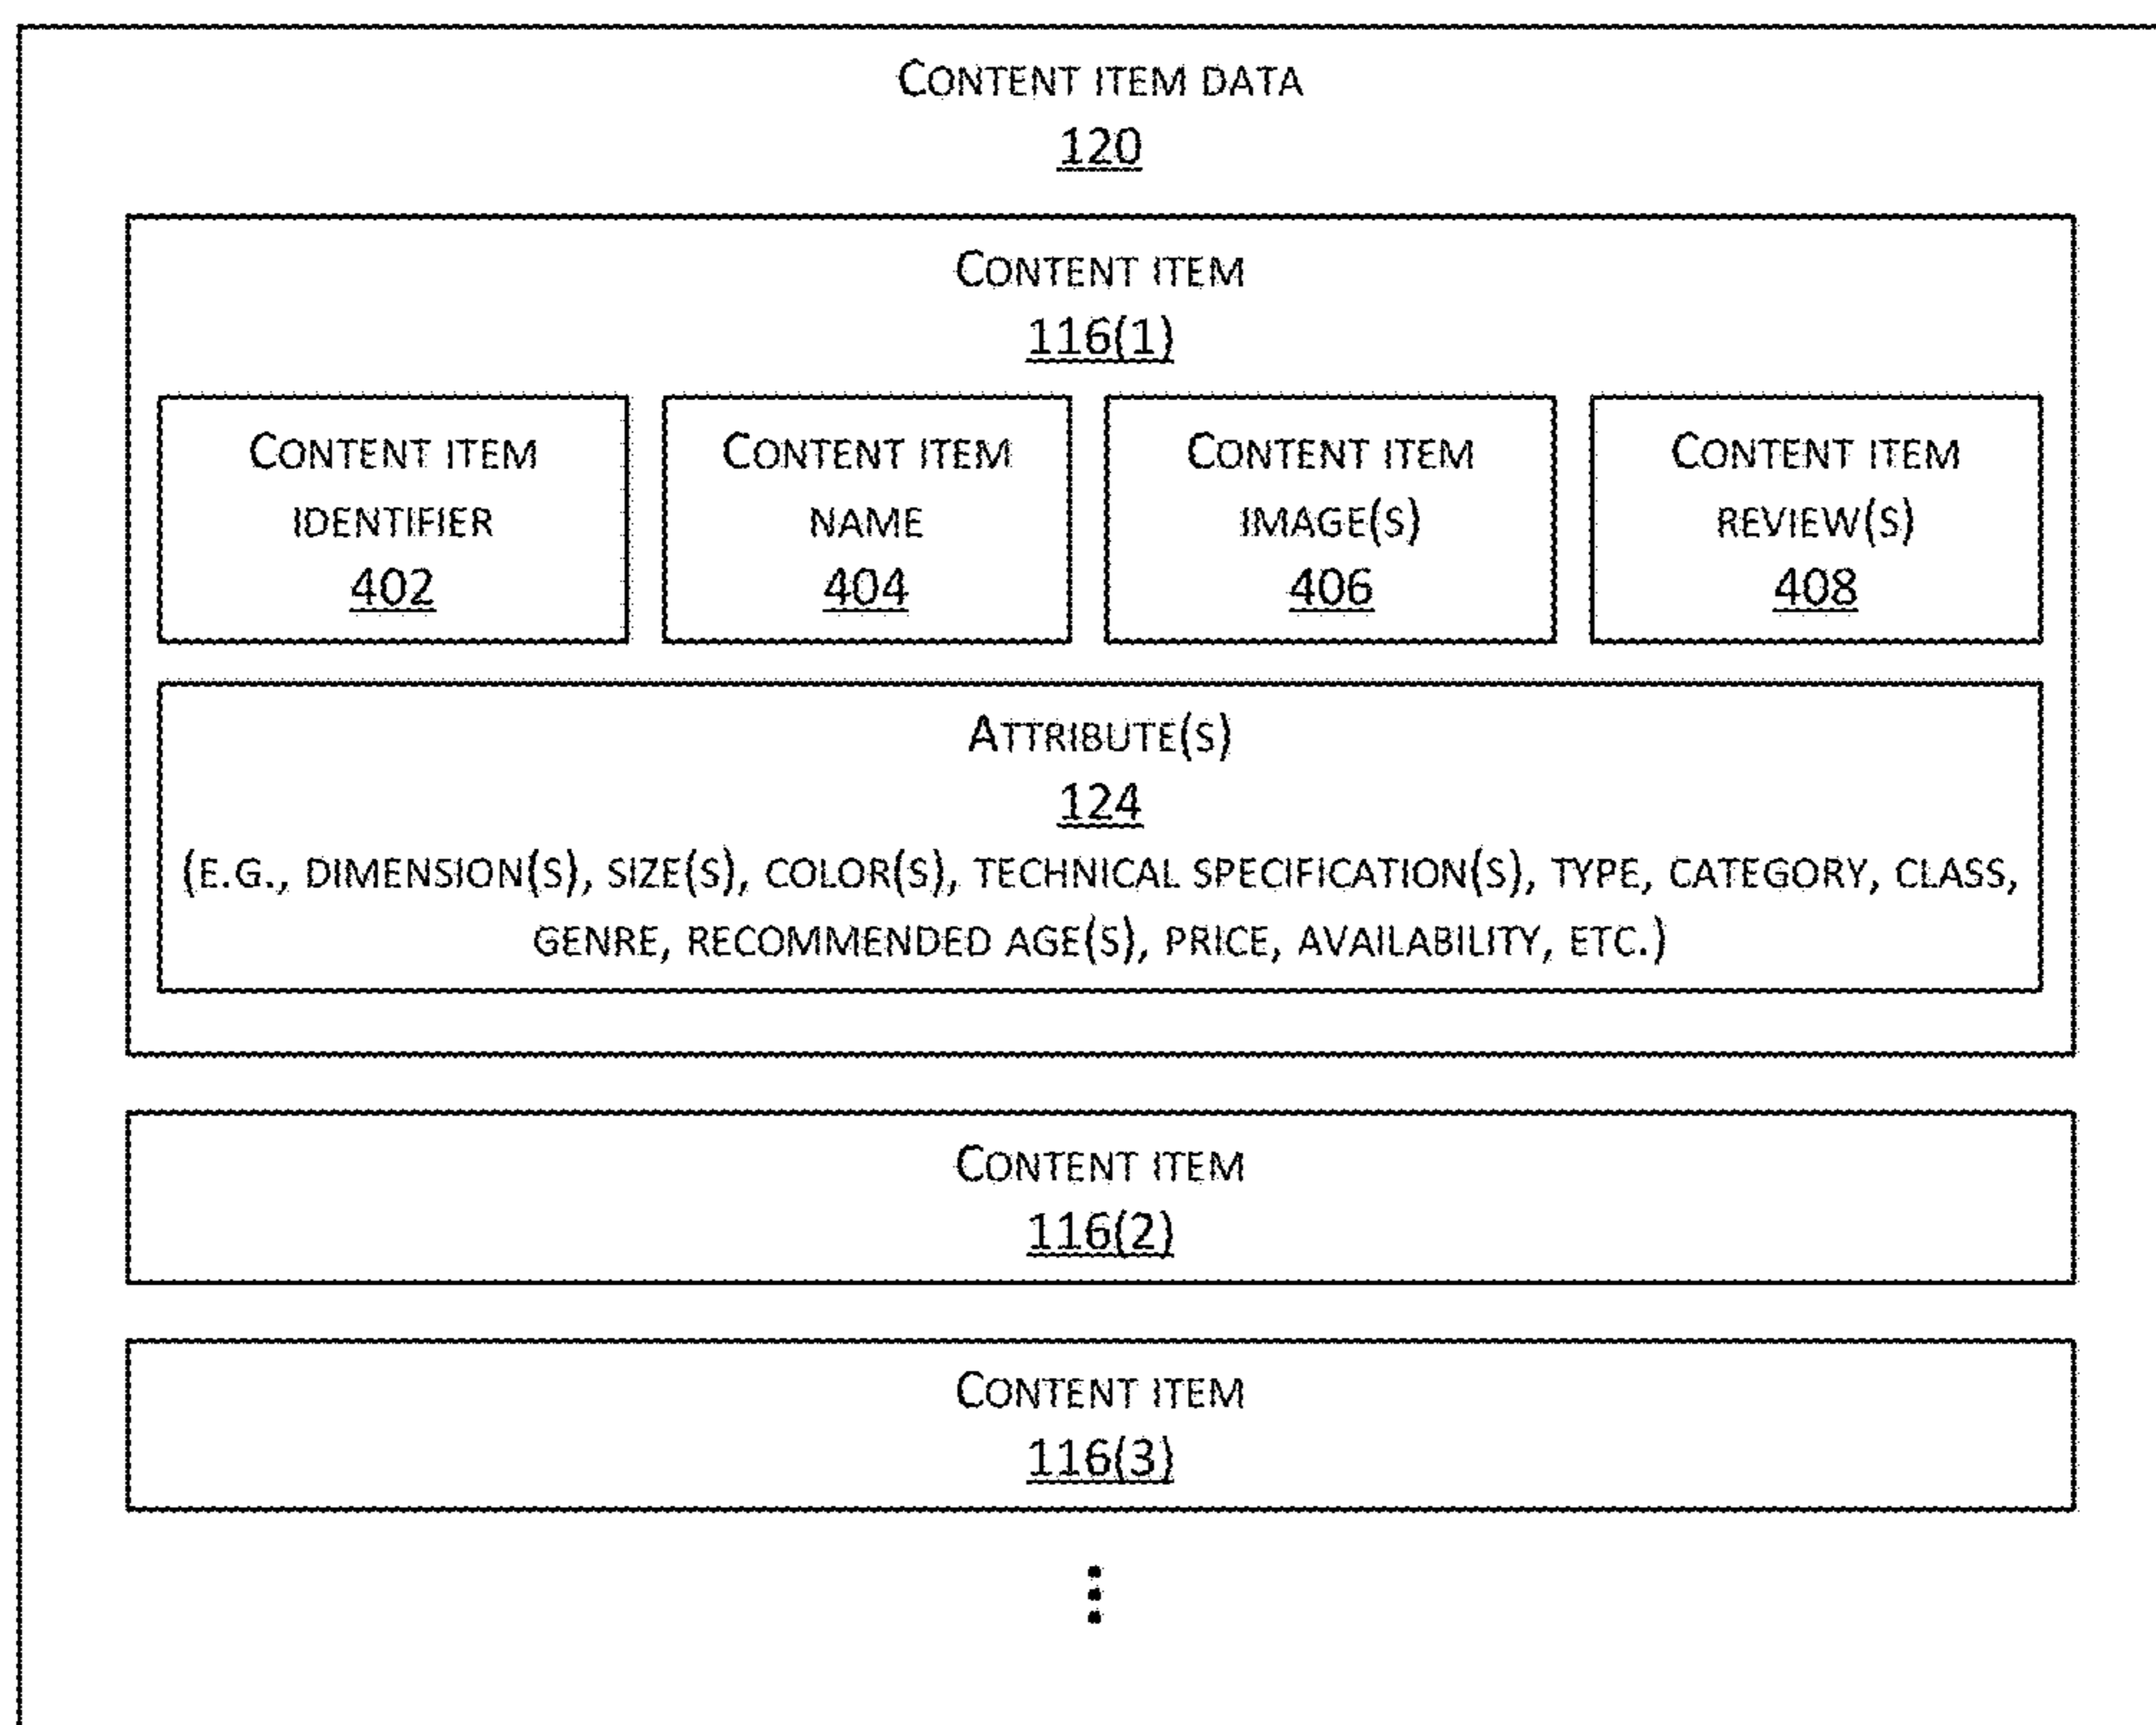 CONTENT ITEM DATA
120
CONTENT ITEM
116(1)
CONTENT ITEM
IDENTIFIER
402
CONTENT ITEM
NAME
404
CONTENT ITEM
IMAGE(S)
406
CONTENT ITEM
REVIEW(S)
408
ATTRIBUTE(S)
124
(E.G., DIMENSION(S), SIZE(S), COLOR(S), TECHNICAL SPECIFICATION(S), TYPE, CATEGORY, CLASS,
GENRE, RECOMMENDED AGE(S), PRICE, AVAILABILITY, ETC.)
CONTENT ITEM
116(2)
CONTENT ITEM
116(3)